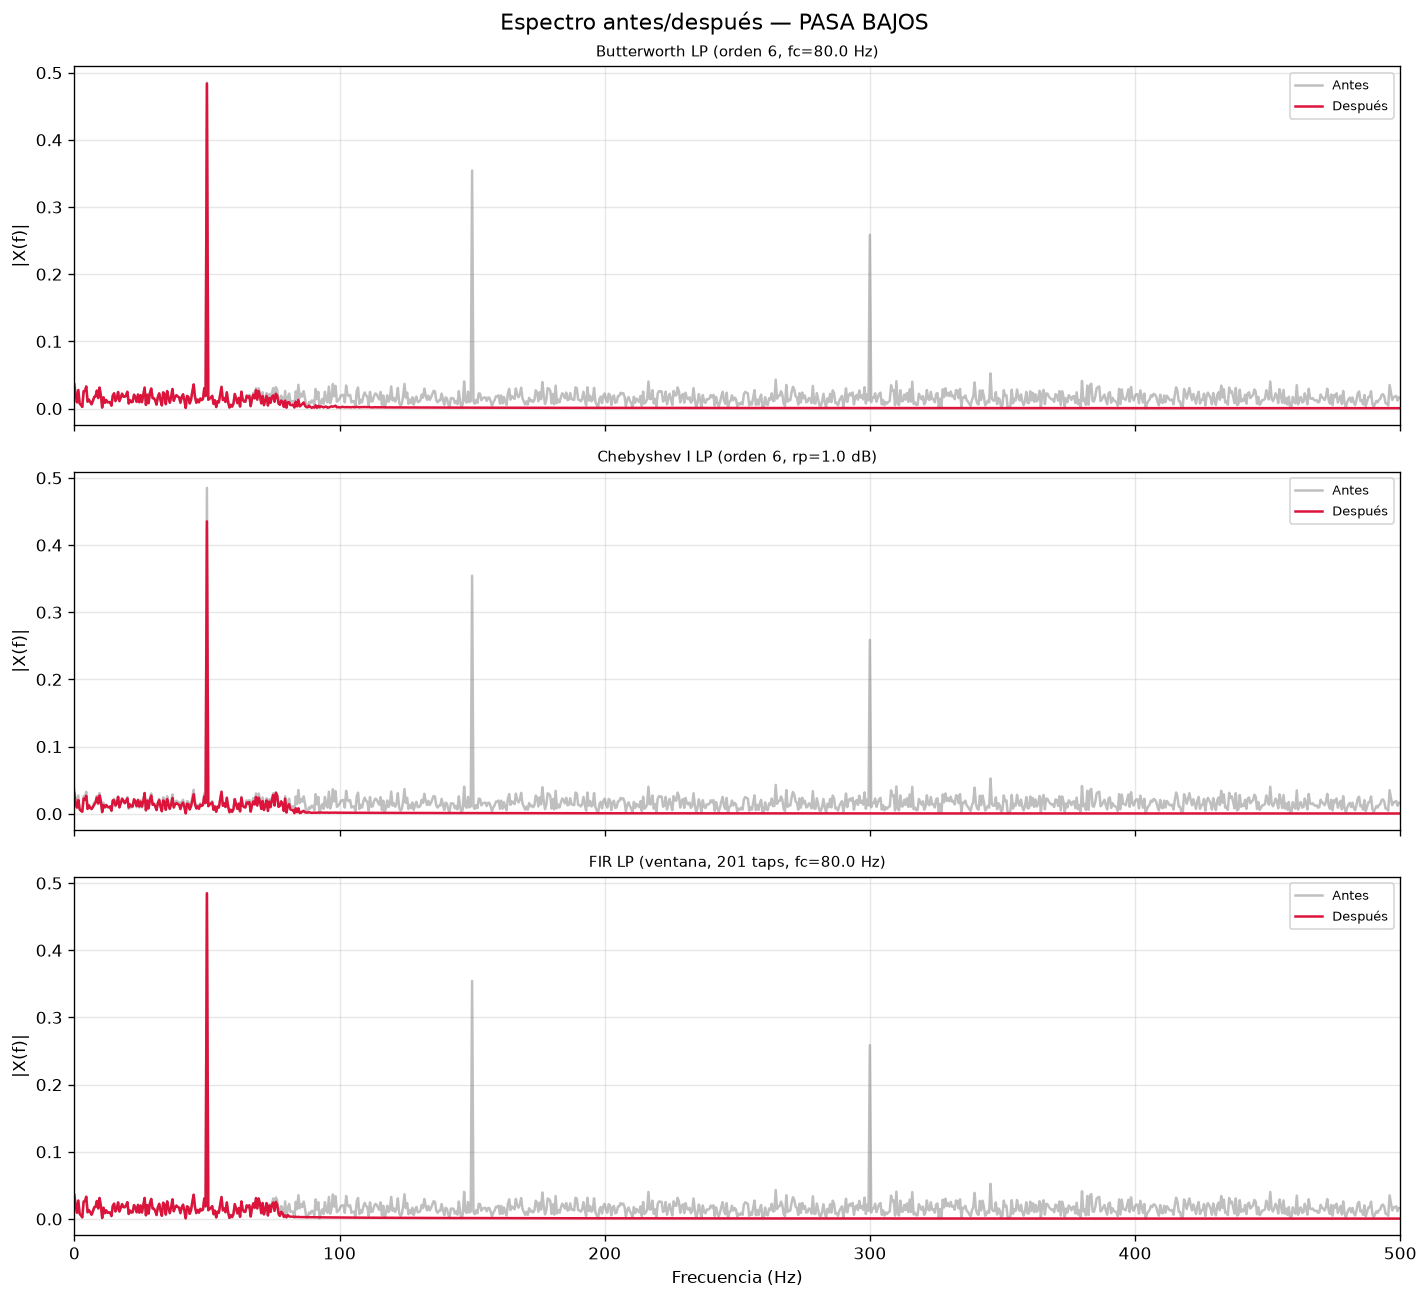 Espectro antes/después — PASA BAJOS
Butterworth LP (orden 6, fc=80.0 Hz)
0.5
0.4
0.3
0.2
0.1
0.0
|X(f)|
Antes
Después
Chebyshev I LP (orden 6, rp=1.0 dB)
0.5
0.4
0.3
0.2
0.1
0.0
|X(f)|
Antes
Después
FIR LP (ventana, 201 taps, fc=80.0 Hz)
0.5
0.4
0.3
0.2
0.1
0.0
|X(f)|
Antes
Después
0 100 200 300 400 500
Frecuencia (Hz)